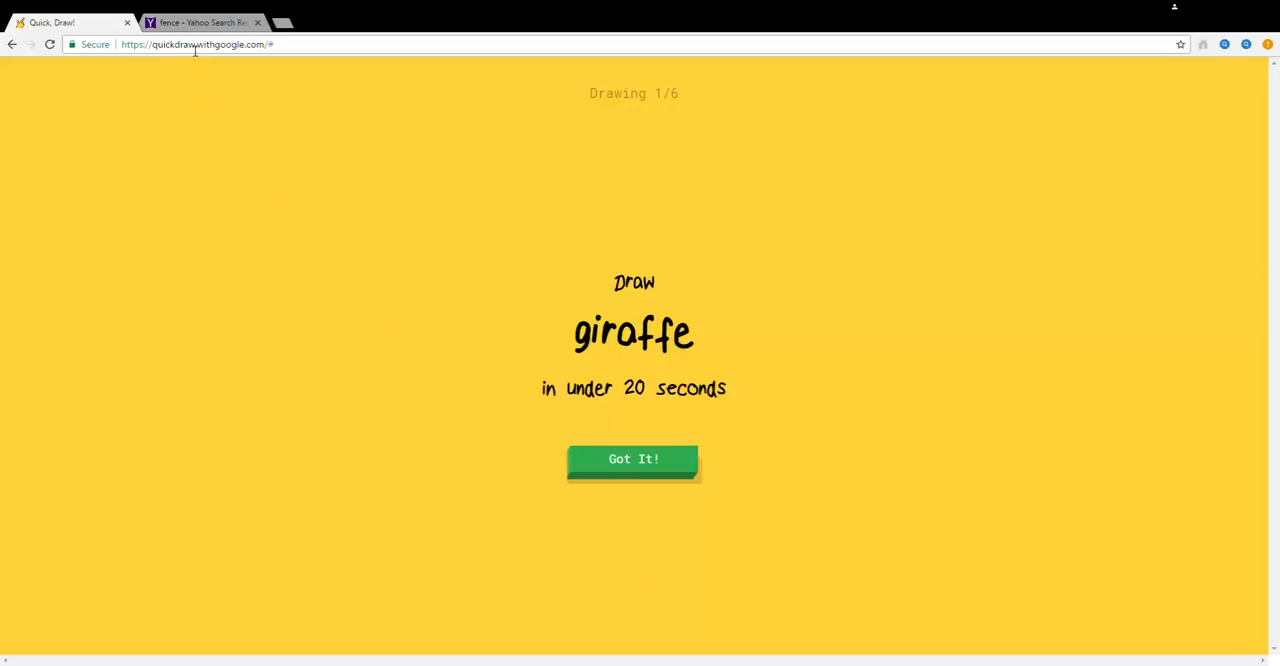 Quick, Draw!
fence - Yahoo Search Re
Secure
https://quickdraw.withgoogle.com/#
Drawing 1/6
Draw
giraffe
in under 20 seconds
Got It!